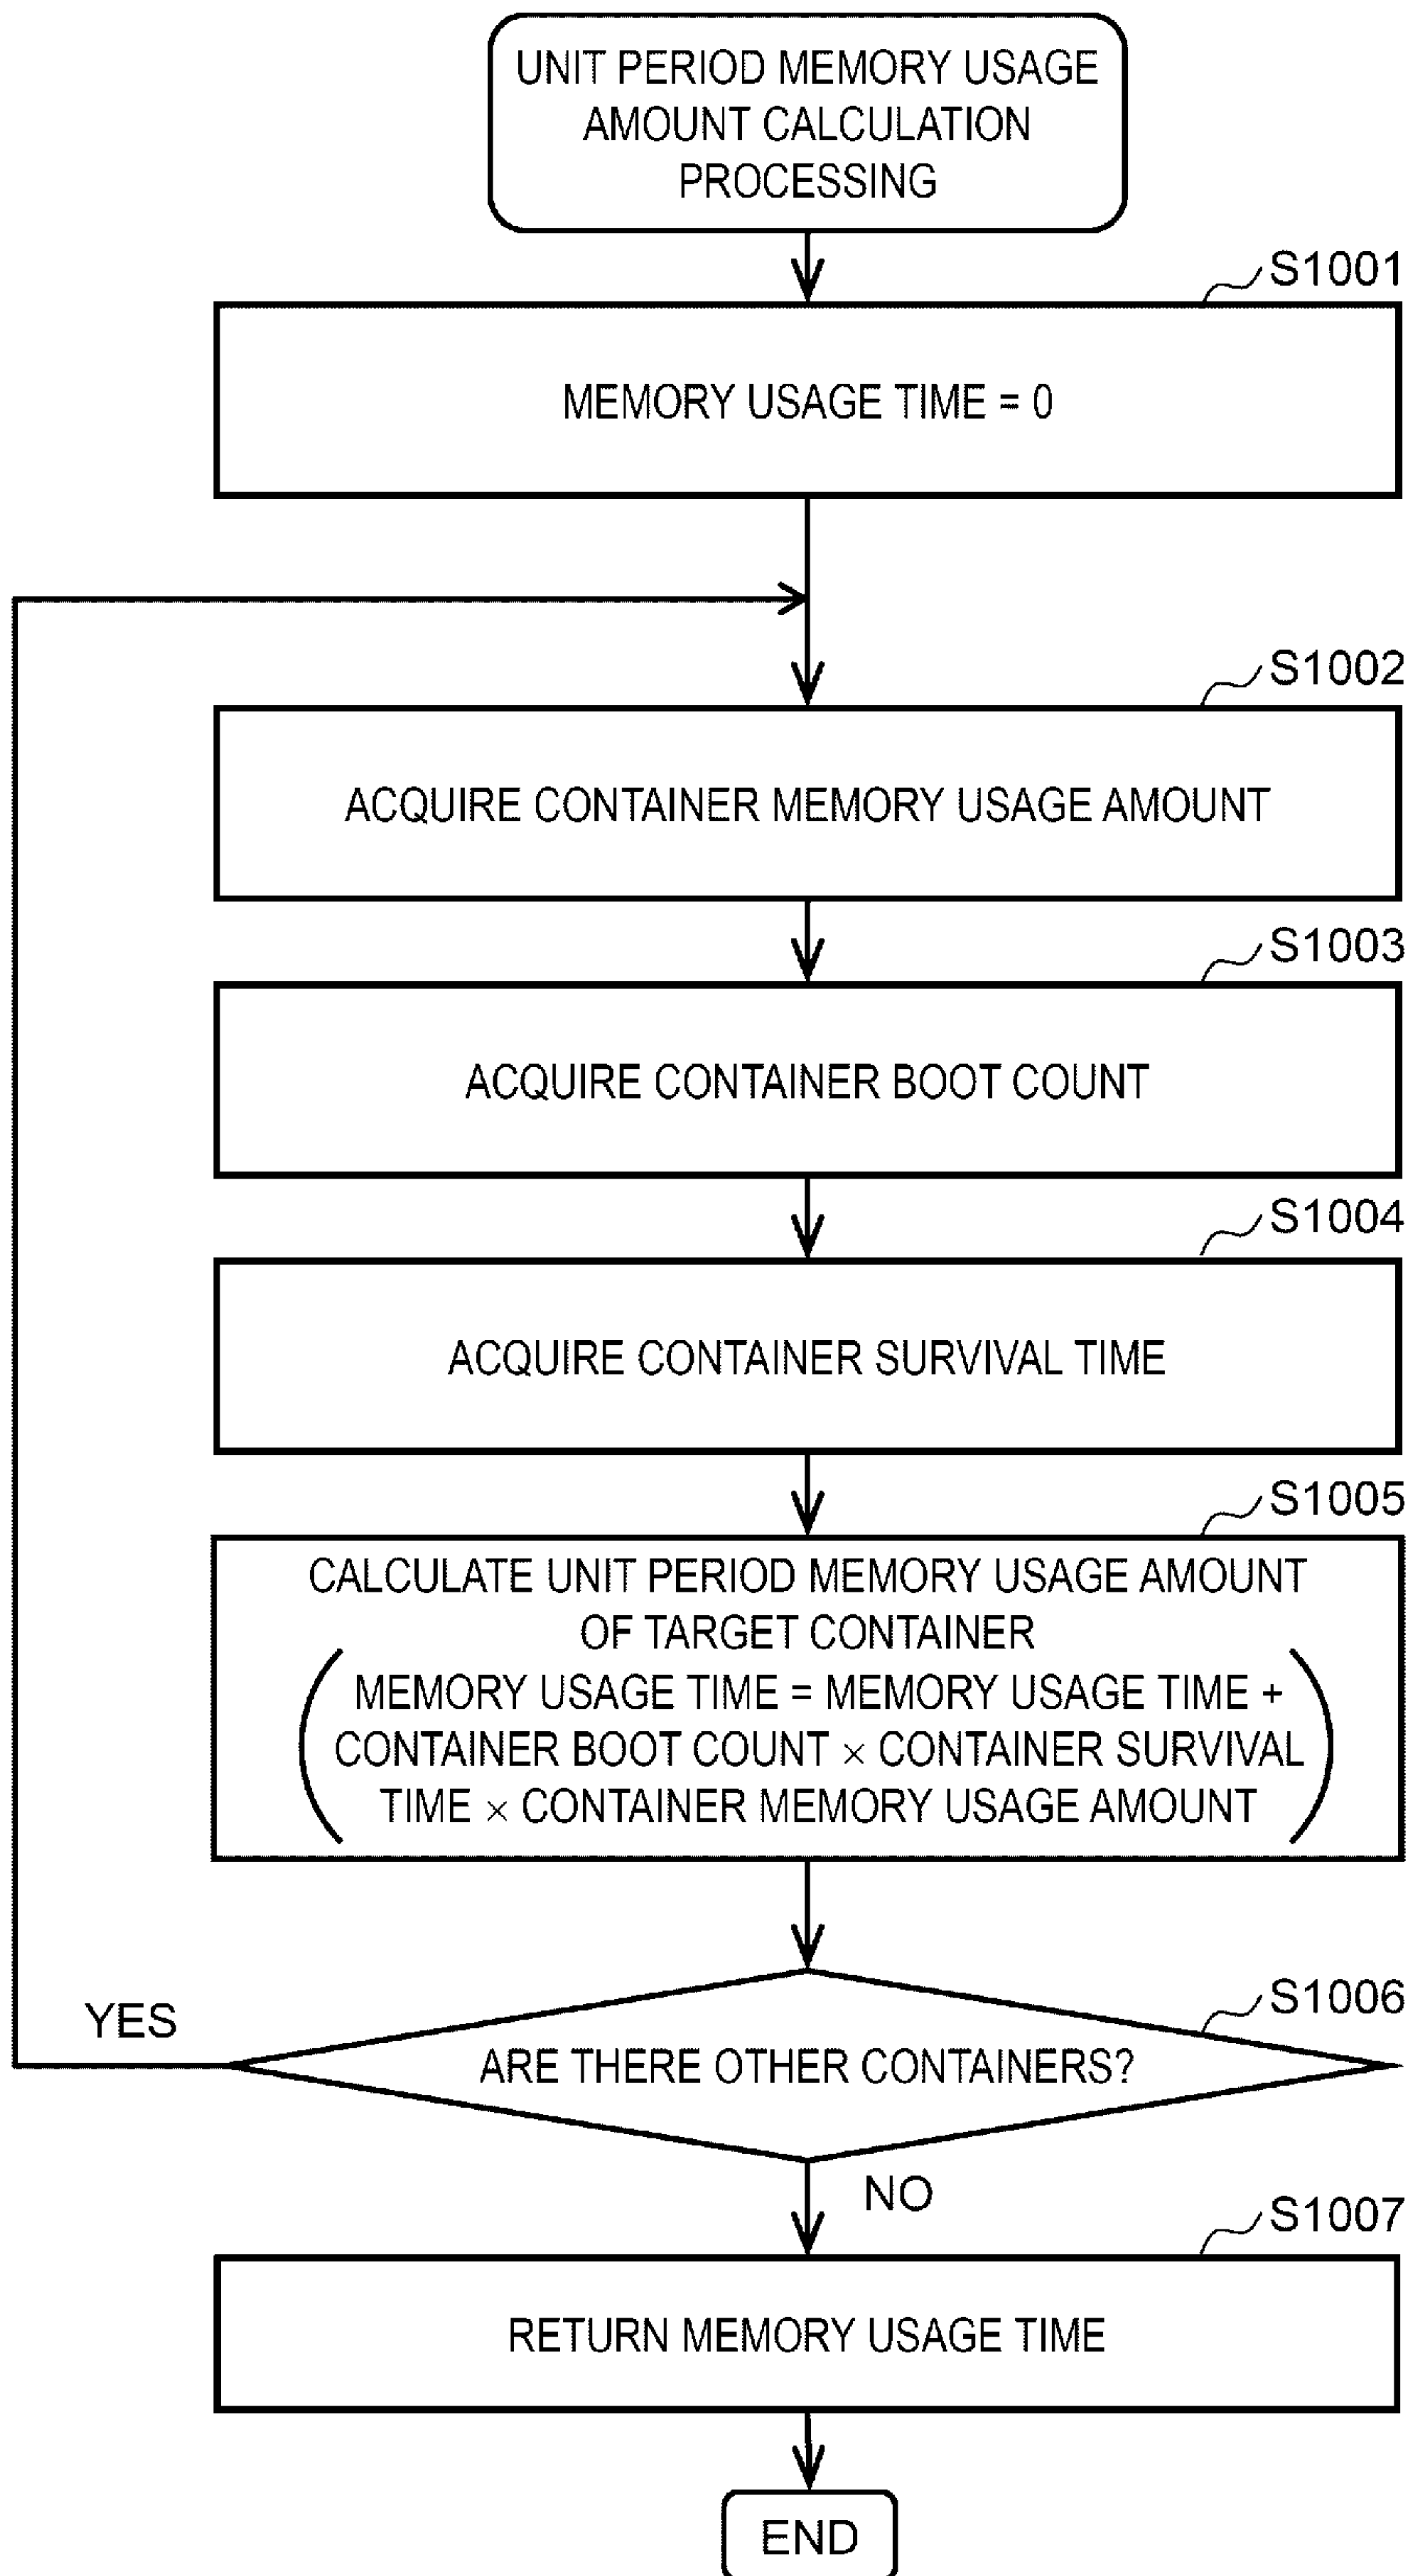 UNIT PERIOD MEMORY USAGE
AMOUNT CALCULATION
PROCESSING
S1001
MEMORY USAGE TIME = 0
S1002
ACQUIRE CONTAINER MEMORY USAGE AMOUNT
S1003
ACQUIRE CONTAINER BOOT COUNT
S1004
ACQUIRE CONTAINER SURVIVAL TIME
S1005
CALCULATE UNIT PERIOD MEMORY USAGE AMOUNT
OF TARGET CONTAINER
(MEMORY USAGE TIME = MEMORY USAGE TIME +
CONTAINER BOOT COUNT × CONTAINER SURVIVAL
TIME × CONTAINER MEMORY USAGE AMOUNT)
S1006
YES
ARE THERE OTHER CONTAINERS?
NO
S1007
RETURN MEMORY USAGE TIME
END